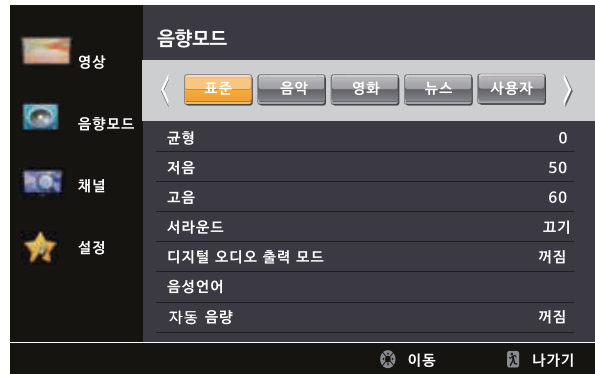 음향모드
영상
음향모드
채널
설정
표준 음악 영화 뉴스 사용자
균형 0
저음 50
고음 60
서라운드 끄기
디지털 오디오 출력 모드 꺼짐
음성언어
자동 음량 꺼짐
이동 나가기